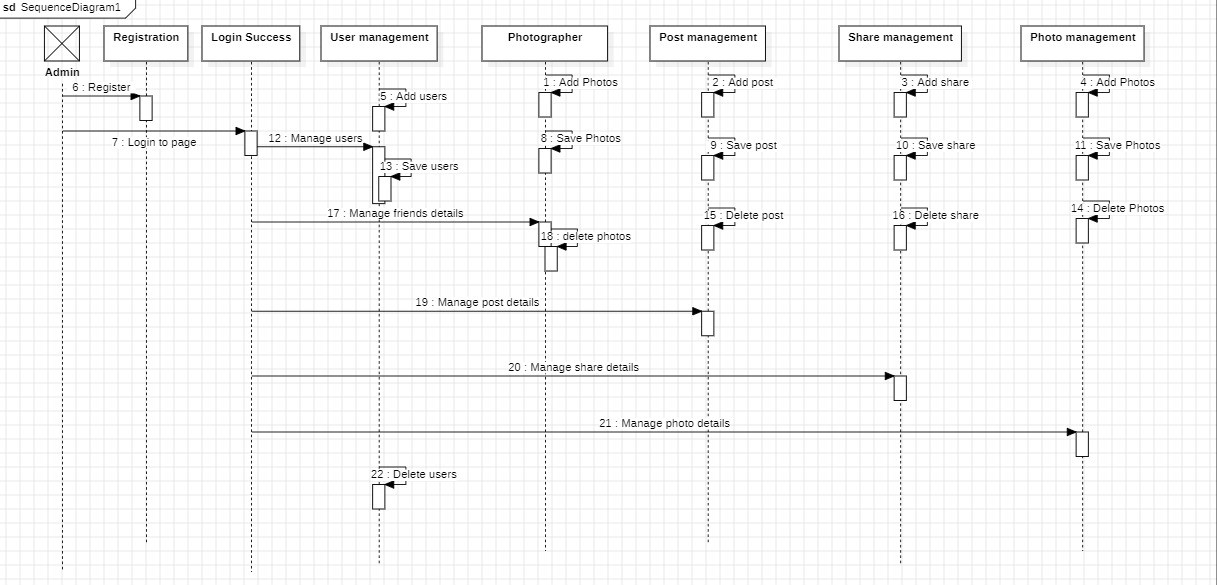 sd SequenceDiagram1
Registration
Login Success
User management
Photographer
Post management
Share management
Photo management
Admin
6 : Register
5 : Add users
1 : Add Photos
2 : Add post
3 : Add share
4 : Add Photos
7 : Login to page
12 : Manage users
8 : Save Photos
9 : Save post
10 : Save share
11 : Save Photos
13 : Save users
17 : Manage friends details
15 : Delete post
16 : Delete share
14 : Delete Photos
18 : delete photos
19 : Manage post details
20 : Manage share details
21 : Manage photo details
22 : Delete users